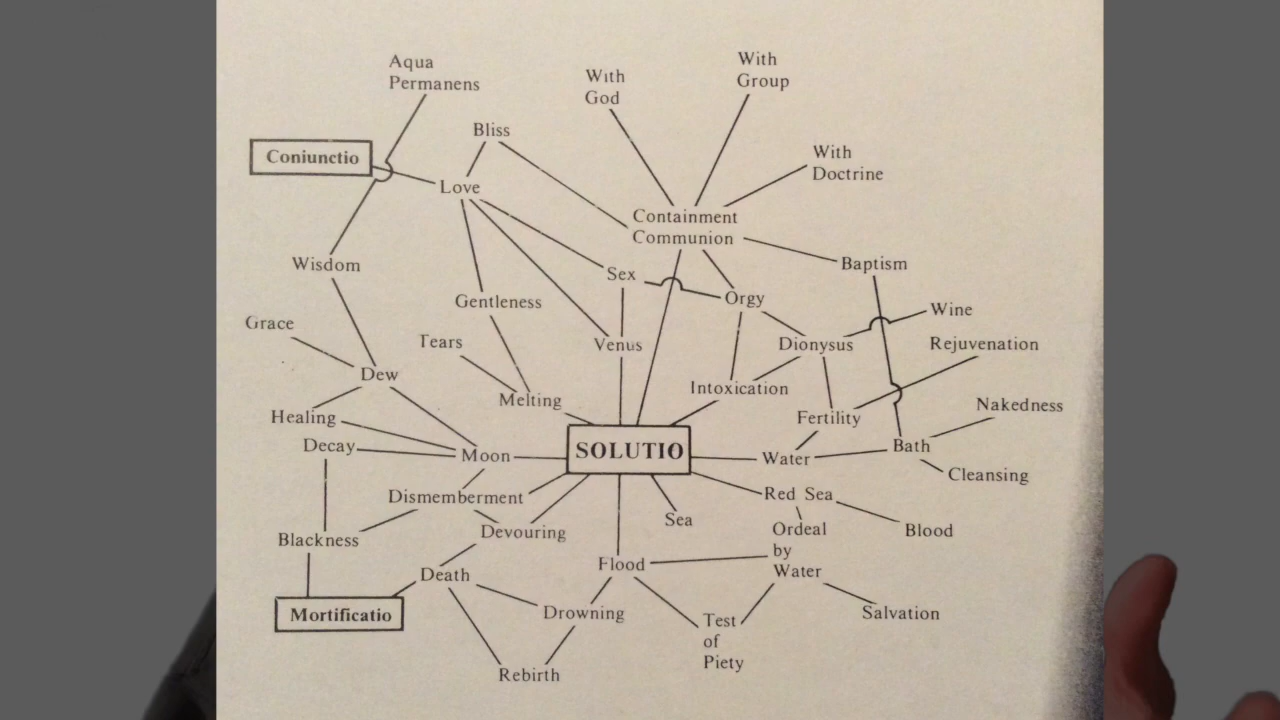 Aqua
Permanens
With
God
With
Group
Bliss
Coniunctio
Love
With
Doctrine
Containment
Communion
Wisdom
Sex
Baptism
Gentleness
Orgy
Wine
Grace
Tears
Venus
Dionysus
Rejuvenation
Dew
Melting
Intoxication
Healing
Fertility
Nakedness
Decay
Moon
SOLUTIO
Water
Bath
Cleansing
Dismemberment
Red Sea
Sea
Devouring
Ordeal
by
Water
Blood
Blackness
Flood
Death
Mortificatio
Drowning
Test
of
Piety
Salvation
Rebirth